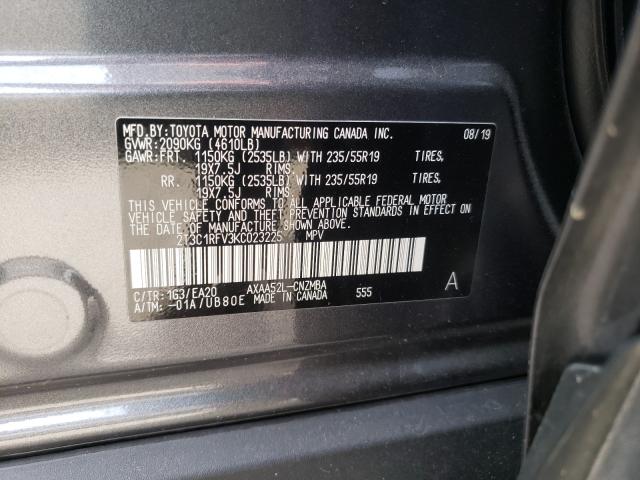 MFD.BY:TOYOTA MOTOR MANUFACTURING CANADA INC. 08/19
GVWR:2090KG (4610LB)
GAWR:FRT. 1150KG (2535LB) WITH 235/55R19 TIRES,
19X7.5J RIMS.
RR. 1150KG (2535LB) WITH 235/55R19 TIRES,
19X7.5J RIMS.
THIS VEHICLE CONFORMS TO ALL APPLICABLE FEDERAL MOTOR
VEHICLE SAFETY AND THEFT PREVENTION STANDARDS IN EFFECT ON
THE DATE OF MANUFACTURE SHOWN ABOVE.
2T3C1RFV3KC023225 MPV
C/TR:1G3/EA20 AXAA52L-CNZMBA A
A/TM:-01A/UB80E MADE IN CANADA 555